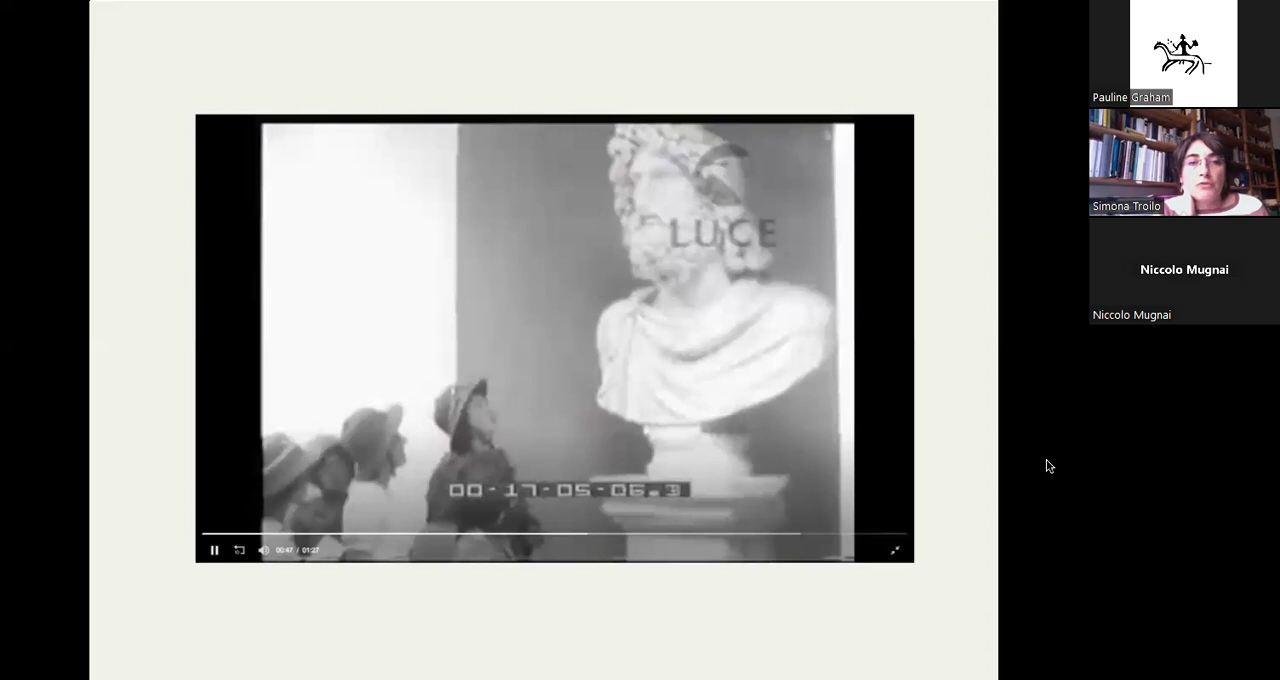 LUCE
00-17-05-06.3
00:47 / 01:27
Pauline Graham
Simona Troilo
Niccolo Mugnai
Niccolo Mugnai